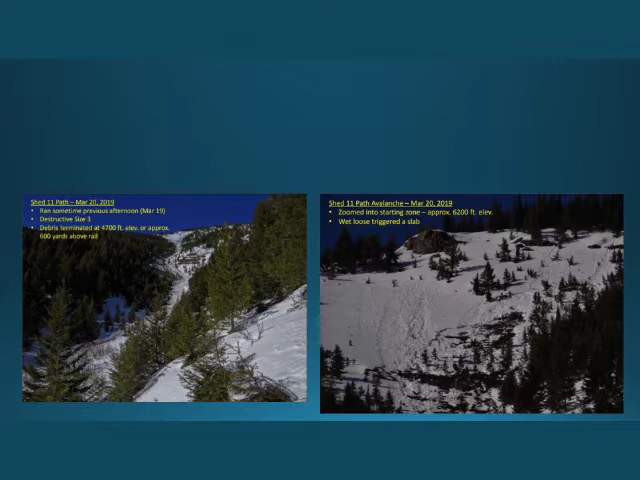 Shed 11 Path – Mar 20, 2019
• Ran sometime previous afternoon (Mar 19)
• Destructive Size 3
• Debris terminated at 4700 ft. elev. or approx.
600 yards above rail
Shed 11 Path Avalanche – Mar 20, 2019
• Zoomed into starting zone – approx. 6200 ft. elev.
• Wet loose triggered a slab